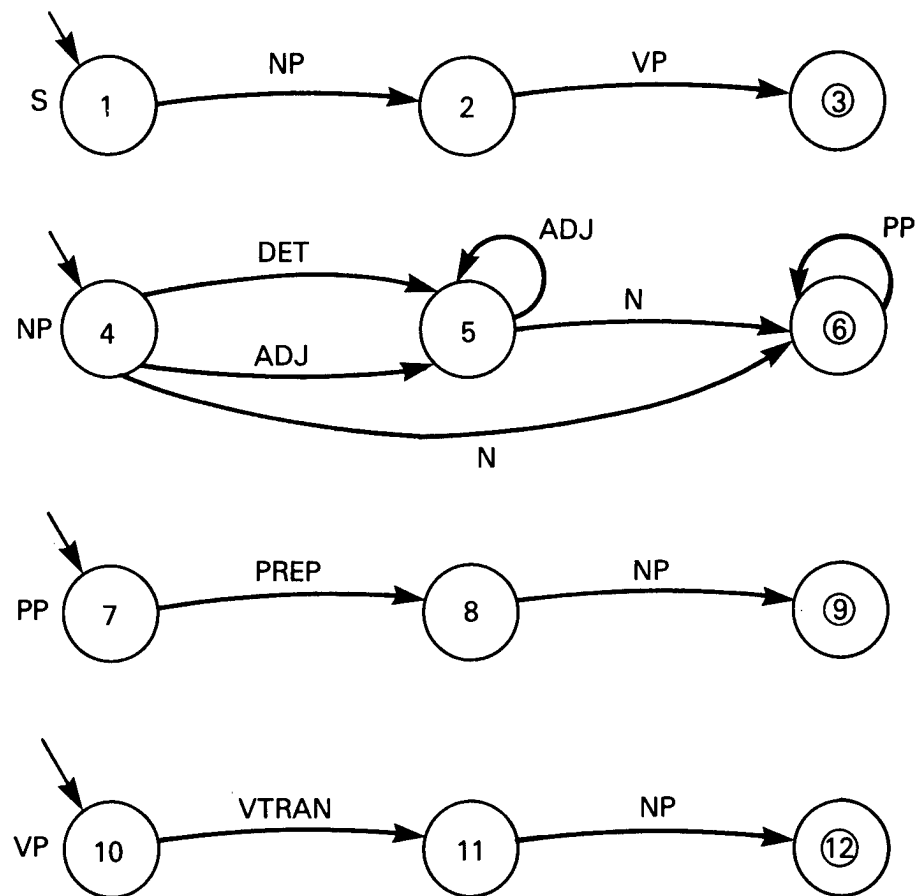 NP VP
S 1 2 3
DET ADJ PP
NP 4 5 N 6
ADJ
N
PREP NP
PP 7 8 9
VTRAN NP
VP 10 11 12